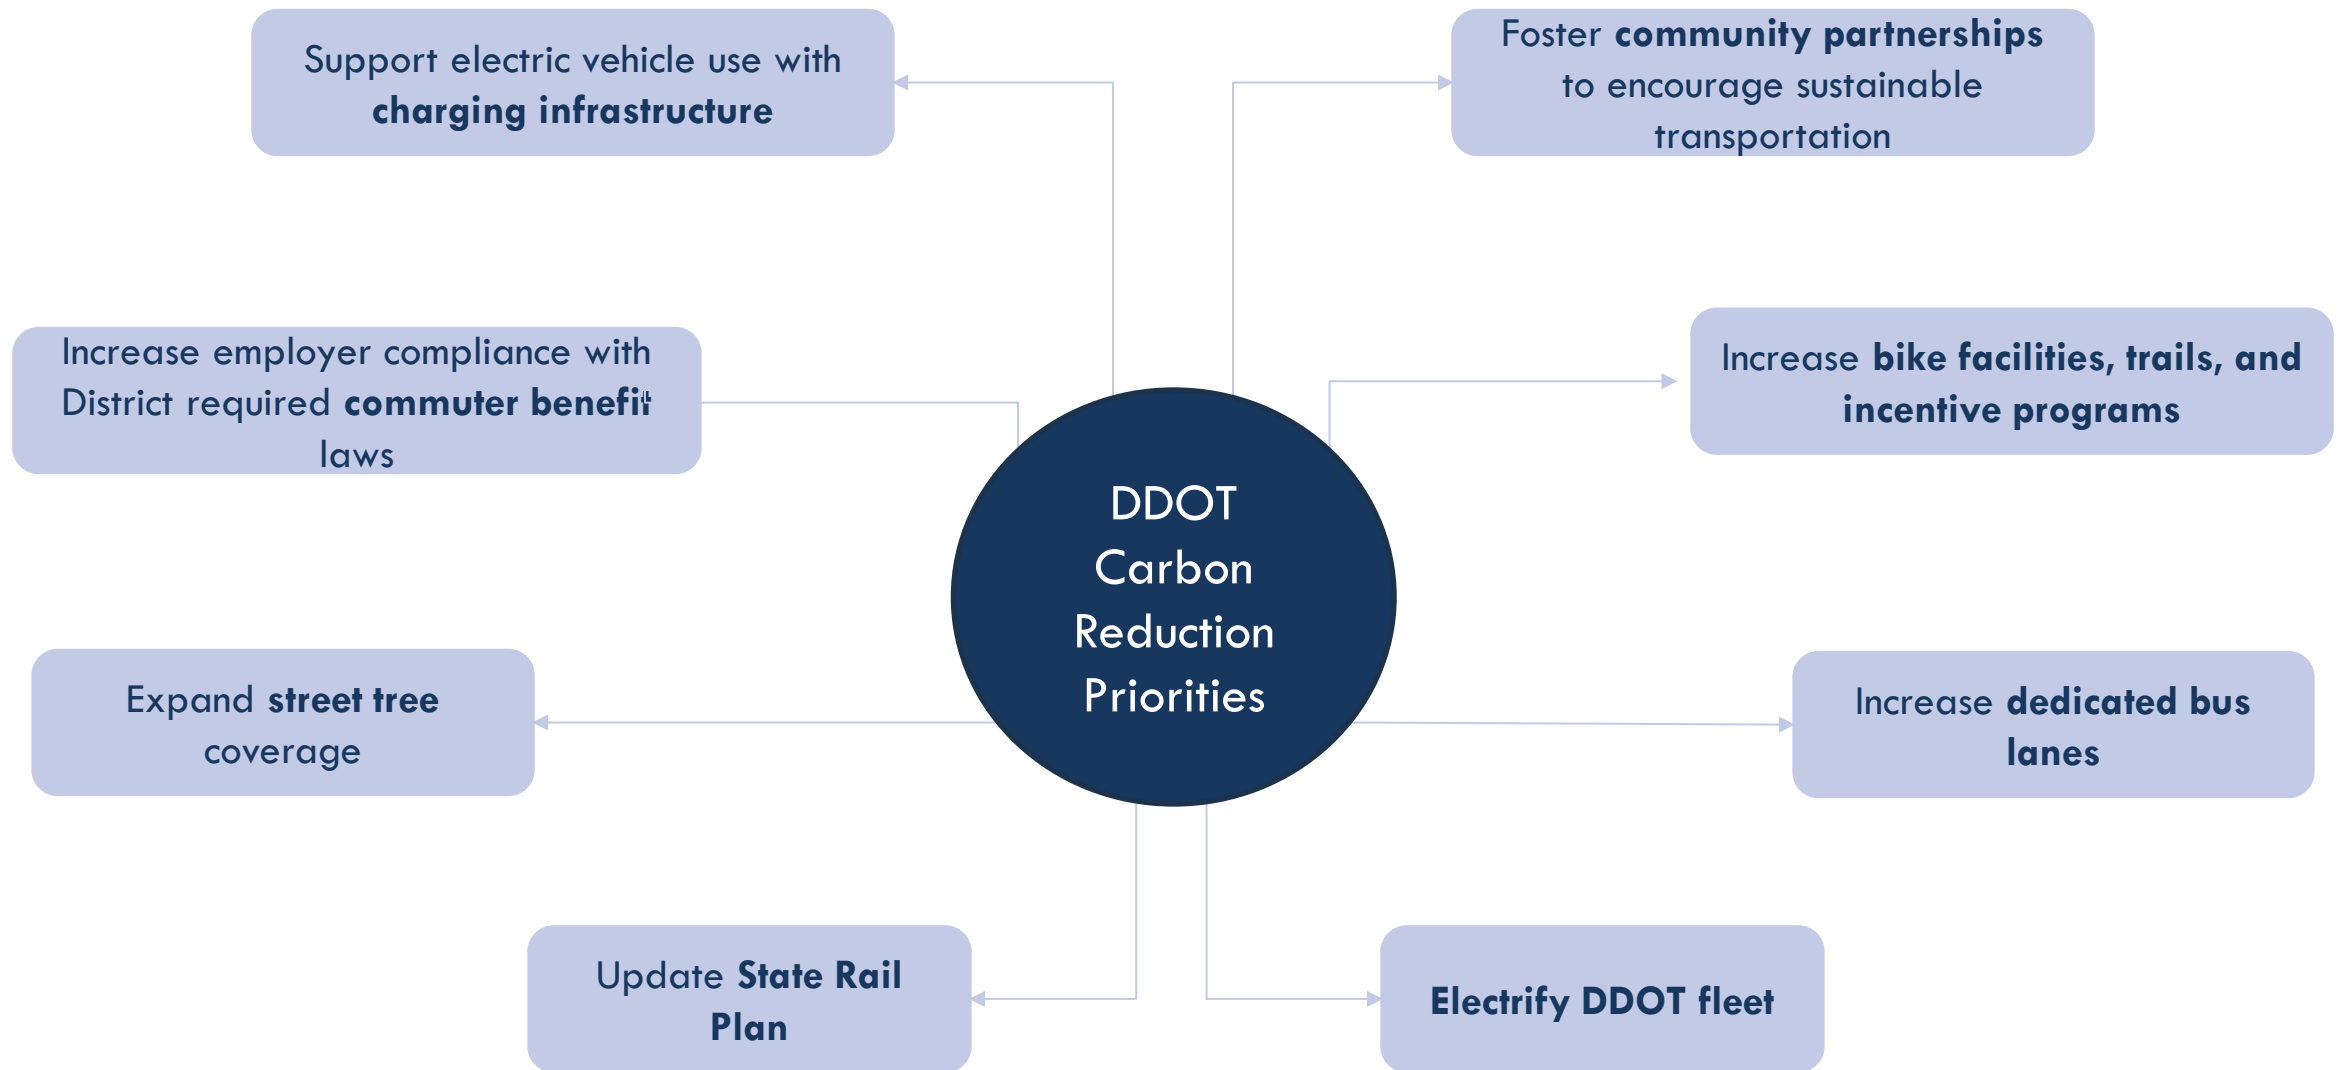 Support electric vehicle use with
charging infrastructure
Foster community partnerships
to encourage sustainable
transportation
Increase employer compliance with
District required commuter benefit
laws
Increase bike facilities, trails, and
incentive programs
DDOT
Carbon
Reduction
Priorities
Expand street tree
coverage
Increase dedicated bus
lanes
Update State Rail
Plan
Electrify DDOT fleet